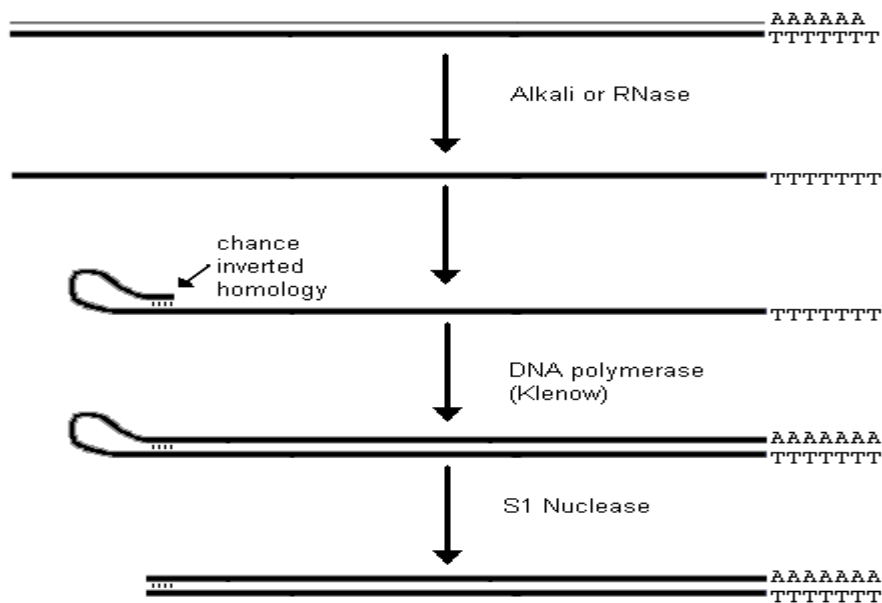 AAAAAA
TTTTTTT
Alkali or RNase
TTTTTTT
chance
inverted
homology
TTTTTTT
DNA polymerase
(Klenow)
AAAAAAA
TTTTTTT
S1 Nuclease
AAAAAAA
TTTTTTT